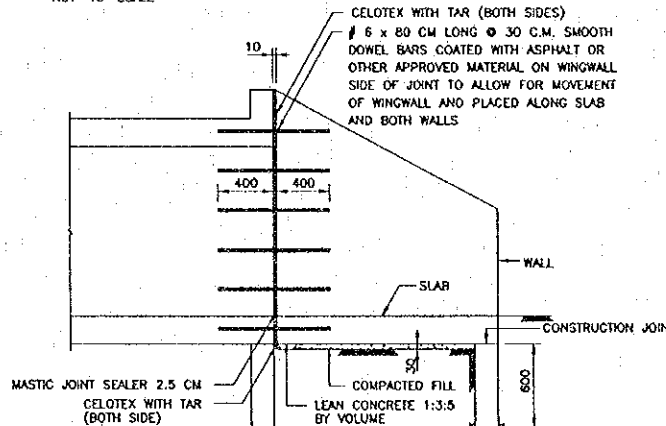 NOT TO SCALE
CELOTEX WITH TAR (BOTH SIDES)
# 6 x 80 CM LONG @ 30 C.M. SMOOTH
DOWEL BARS COATED WITH ASPHALT OR
OTHER APPROVED MATERIAL ON WINGWALL
SIDE OF JOINT TO ALLOW FOR MOVEMENT
OF WINGWALL AND PLACED ALONG SLAB
AND BOTH WALLS
10
400
400
WALL
SLAB
CONSTRUCTION JOIN
30
600
MASTIC JOINT SEALER 2.5 CM
CELOTEX WITH TAR
(BOTH SIDE)
COMPACTED FILL
LEAN CONCRETE 1:3:5
BY VOLUME